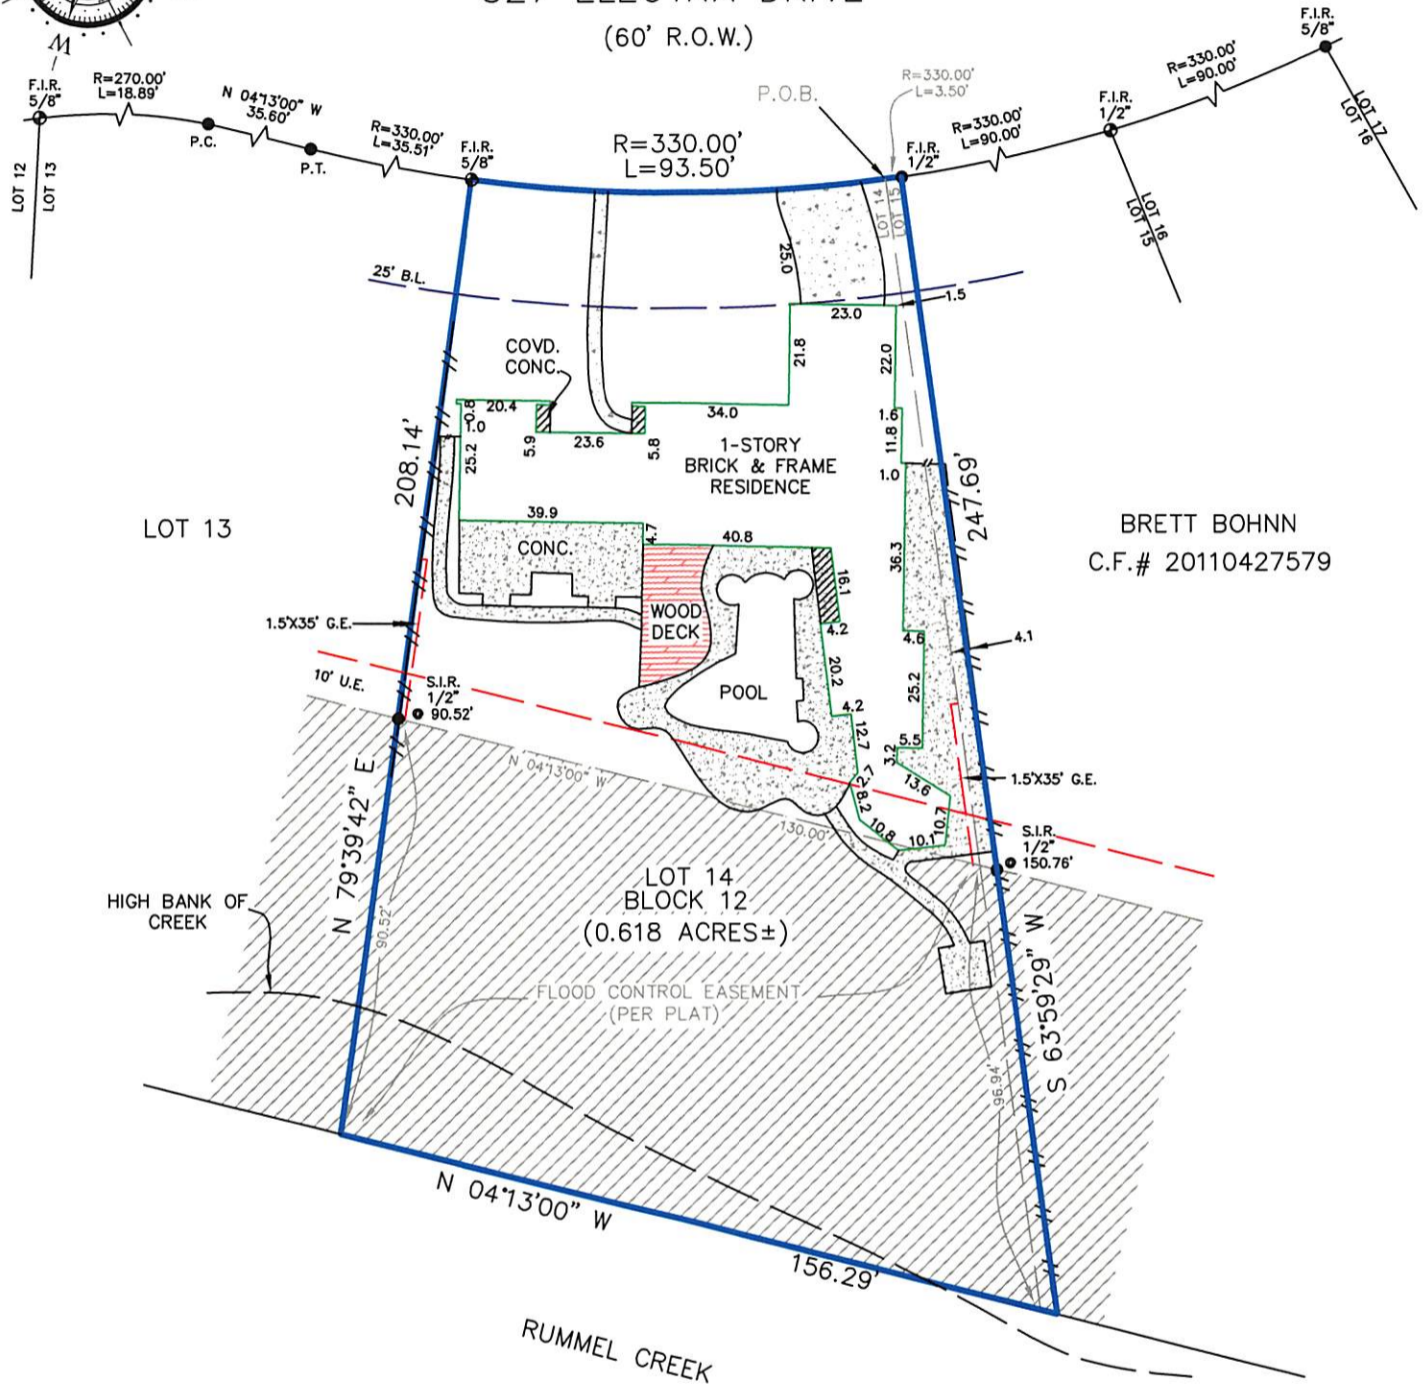 W
(60' R.O.W.)
F.I.R.
5/8"
R=270.00'
L=18.89'
N 04°13'00" W
35.60'
P.C.
P.T.
R=330.00'
L=35.51'
F.I.R.
5/8"
R=330.00'
L=93.50'
P.O.B.
R=330.00'
L=3.50'
F.I.R.
1/2"
R=330.00'
L=90.00'
F.I.R.
1/2"
R=330.00'
L=90.00'
F.I.R.
5/8"
LOT 12
LOT 13
LOT 14
LOT 15
LOT 16
LOT 15
LOT 17
LOT 16
25' B.L.
25.0
1.5
23.0
COVD.
CONC.
21.8
22.0
20.4
0.8
1.0
34.0
1.6
11.8
5.9
23.6
5.8
25.2
1-STORY
BRICK & FRAME
RESIDENCE
1.0
208.14'
247.69'
LOT 13
39.9
4.7
40.8
36.3
CONC.
BRETT BOHNN
C.F.# 20110427579
16.1
WOOD
DECK
1.5'X35' G.E.
4.2
4.6
4.1
20.2
25.2
10' U.E.
S.I.R.
1/2"
90.52'
POOL
4.2
12.7
5.5
3.2
N 04°13'00" W
2.7
13.6
1.5'X35' G.E.
8.2
10.8
10.7
10.1
130.00'
S.I.R.
1/2"
150.76'
N 79°39'42" E
LOT 14
BLOCK 12
(0.618 ACRES±)
HIGH BANK OF
CREEK
90.52'
FLOOD CONTROL EASEMENT
(PER PLAT)
S 63°59'29" W
96.94'
N 04°13'00" W
156.29'
RUMMEL CREEK